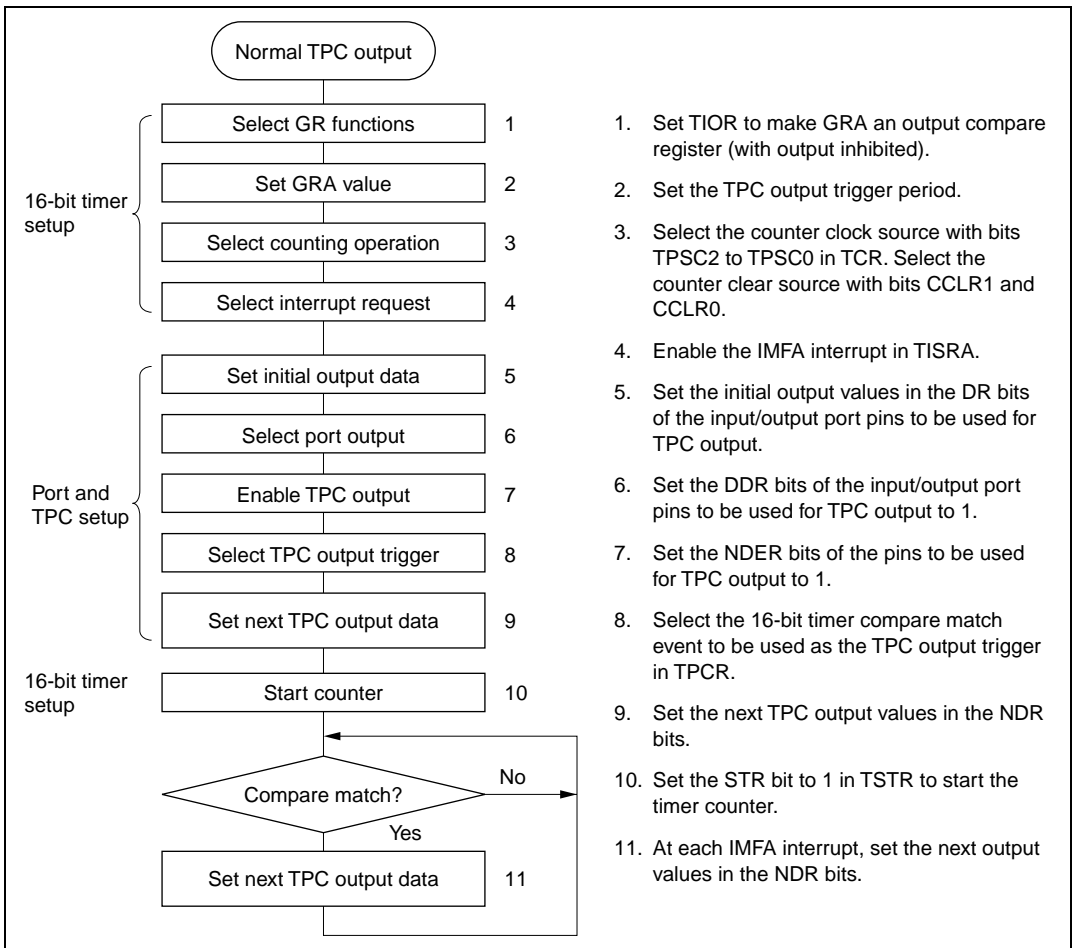 Normal TPC output
16-bit timer
setup
Select GR functions
1
Set GRA value
2
Select counting operation
3
Select interrupt request
4
Port and
TPC setup
Set initial output data
5
Select port output
6
Enable TPC output
7
Select TPC output trigger
8
Set next TPC output data
9
16-bit timer
setup
Start counter
10
Compare match?
No
Yes
Set next TPC output data
11
1. Set TIOR to make GRA an output compare
register (with output inhibited).
2. Set the TPC output trigger period.
3. Select the counter clock source with bits
TPSC2 to TPSC0 in TCR. Select the
counter clear source with bits CCLR1 and
CCLR0.
4. Enable the IMFA interrupt in TISRA.
5. Set the initial output values in the DR bits
of the input/output port pins to be used for
TPC output.
6. Set the DDR bits of the input/output port
pins to be used for TPC output to 1.
7. Set the NDER bits of the pins to be used
for TPC output to 1.
8. Select the 16-bit timer compare match
event to be used as the TPC output trigger
in TPCR.
9. Set the next TPC output values in the NDR
bits.
10. Set the STR bit to 1 in TSTR to start the
timer counter.
11. At each IMFA interrupt, set the next output
values in the NDR bits.